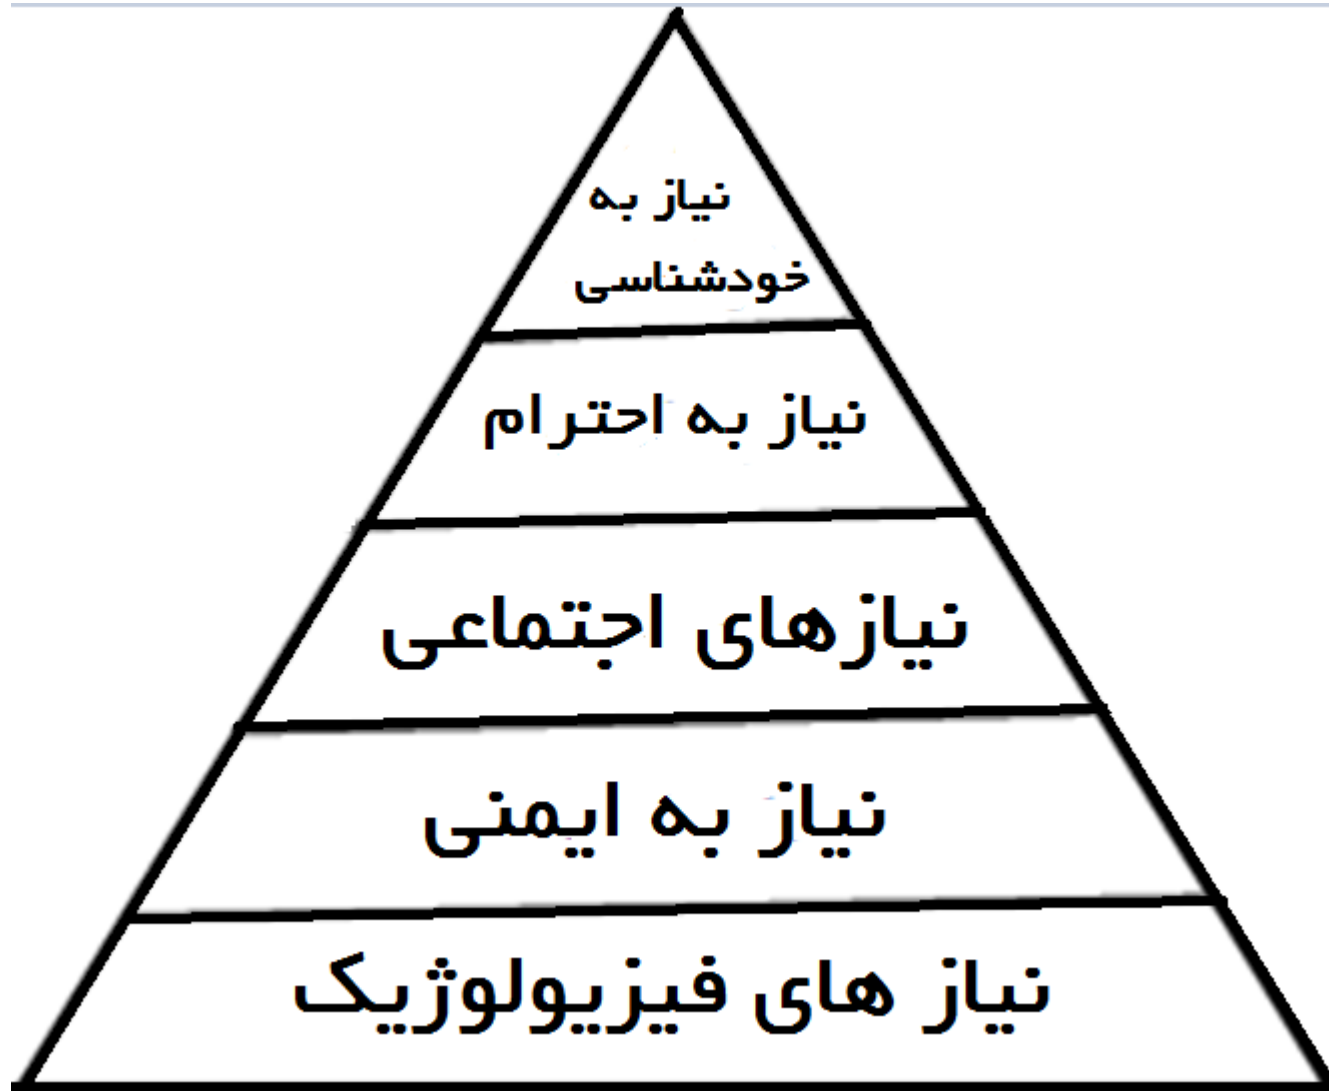 نیاز به
خودشناسی
نیاز به احترام
نیازهای اجتماعی
نیاز به ایمنی
نیاز های فیزیولوژیک